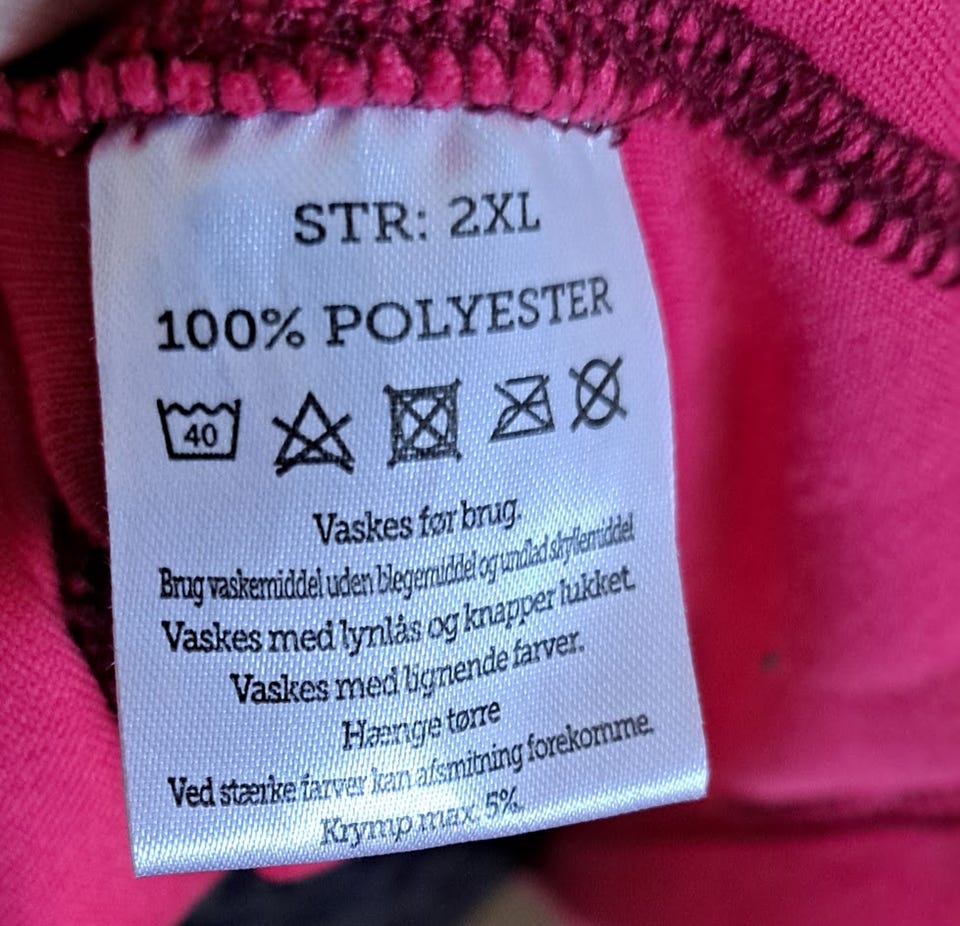 STR: 2XL
100% POLYESTER
40
Vaskes før brug.
Brug vaskemiddel uden blegemiddel og undlad skyllemiddel
Vaskes med lynlås og knapper lukket.
Vaskes med lignende farver.
Hænge tørre
Ved stærke farver kan afsmitning forekomme.
Krymp max. 5%.